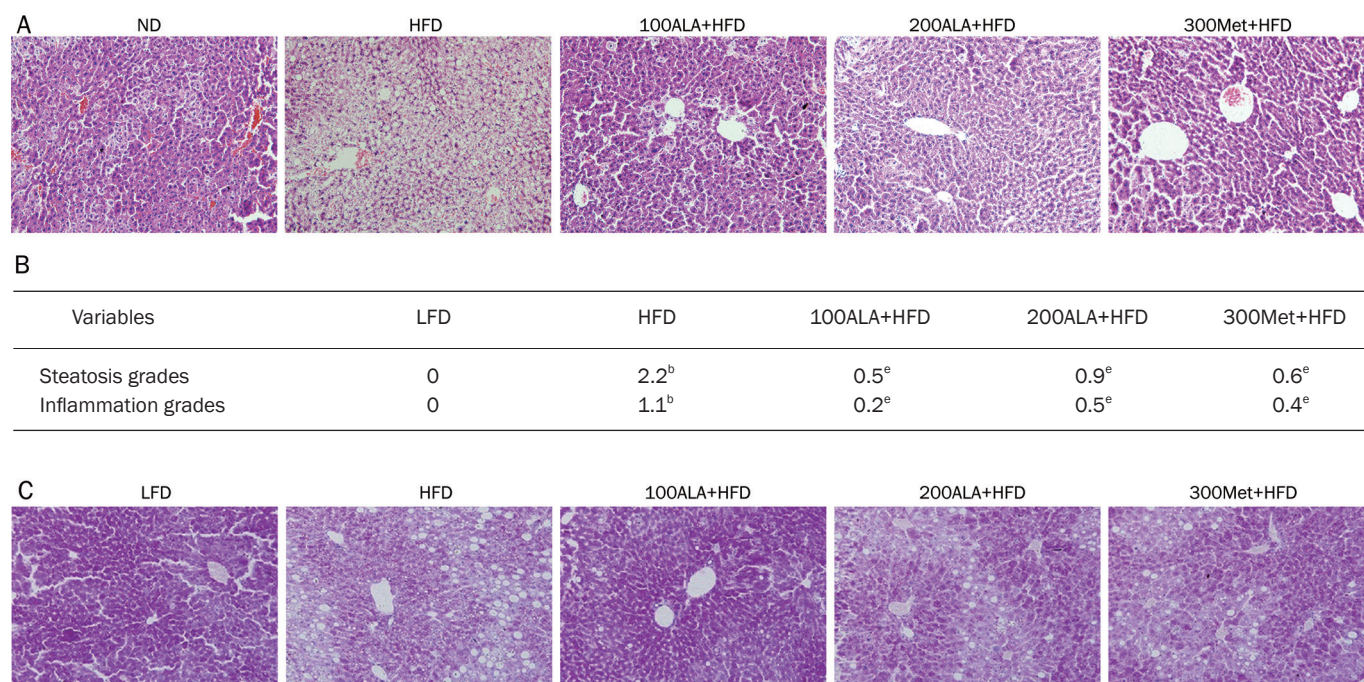 A
ND HFD 100ALA+HFD 200ALA+HFD 300Met+HFD
B
Variables LFD HFD 100ALA+HFD 200ALA+HFD 300Met+HFD
Steatosis grades 0 2.2ᵇ 0.5ᵉ 0.9ᵉ 0.6ᵉ
Inflammation grades 0 1.1ᵇ 0.2ᵉ 0.5ᵉ 0.4ᵉ
C
LFD HFD 100ALA+HFD 200ALA+HFD 300Met+HFD